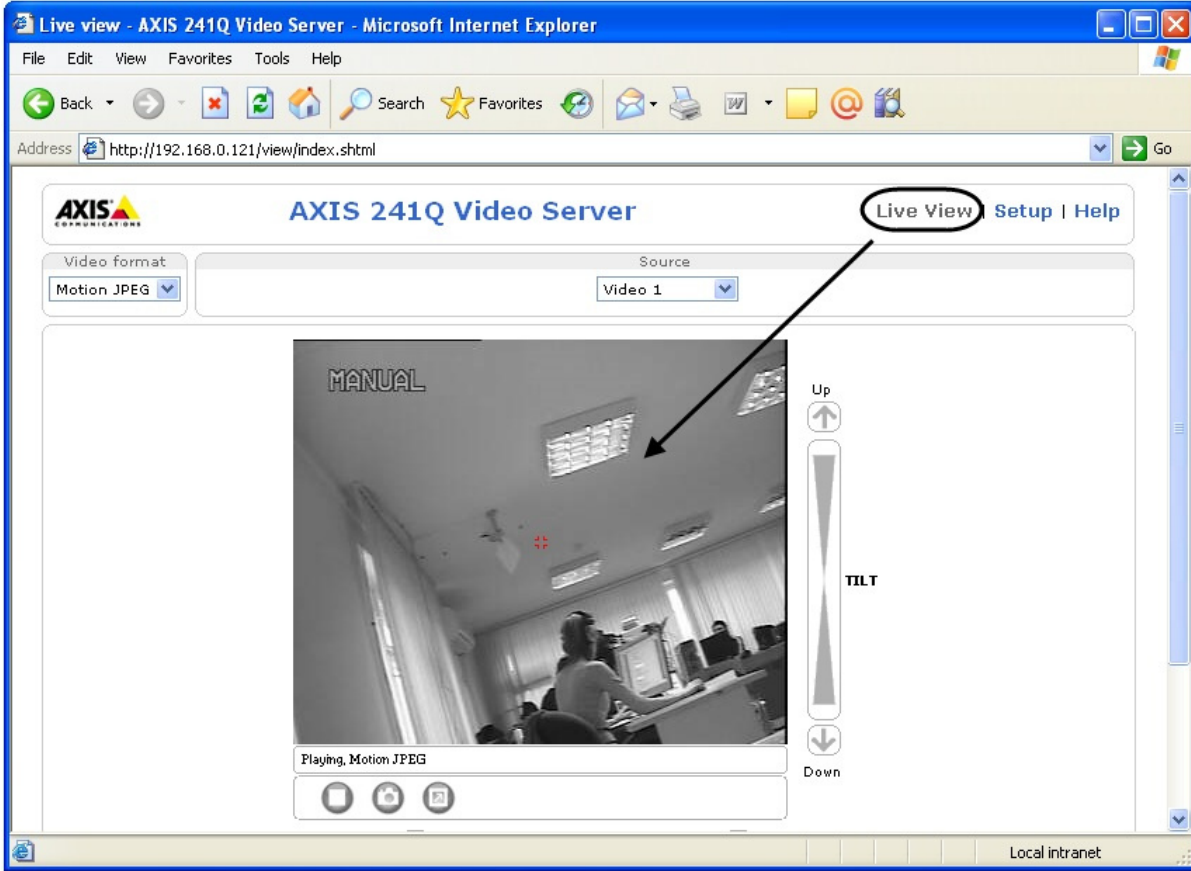 Live view - AXIS 241Q Video Server - Microsoft Internet Explorer
File Edit View Favorites Tools Help
Back Search Favorites
Address http://192.168.0.121/view/index.shtml Go
AXIS COMMUNICATIONS
AXIS 241Q Video Server
Live View | Setup | Help
Video format
Source
Motion JPEG
Video 1
MANUAL
Up
TILT
Down
Playing, Motion JPEG
Local intranet